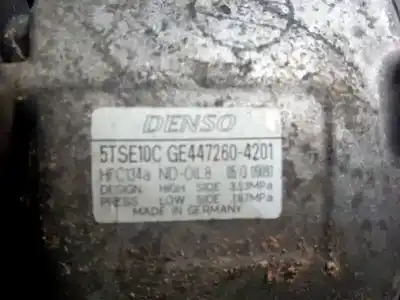 DENSO
5TSE10C GE447260-4201
HFC134a ND-OIL8
DESIGN HIGH SIDE 3.53MPa
PRESS LOW SIDE 1.67MPa
MADE IN GERMANY